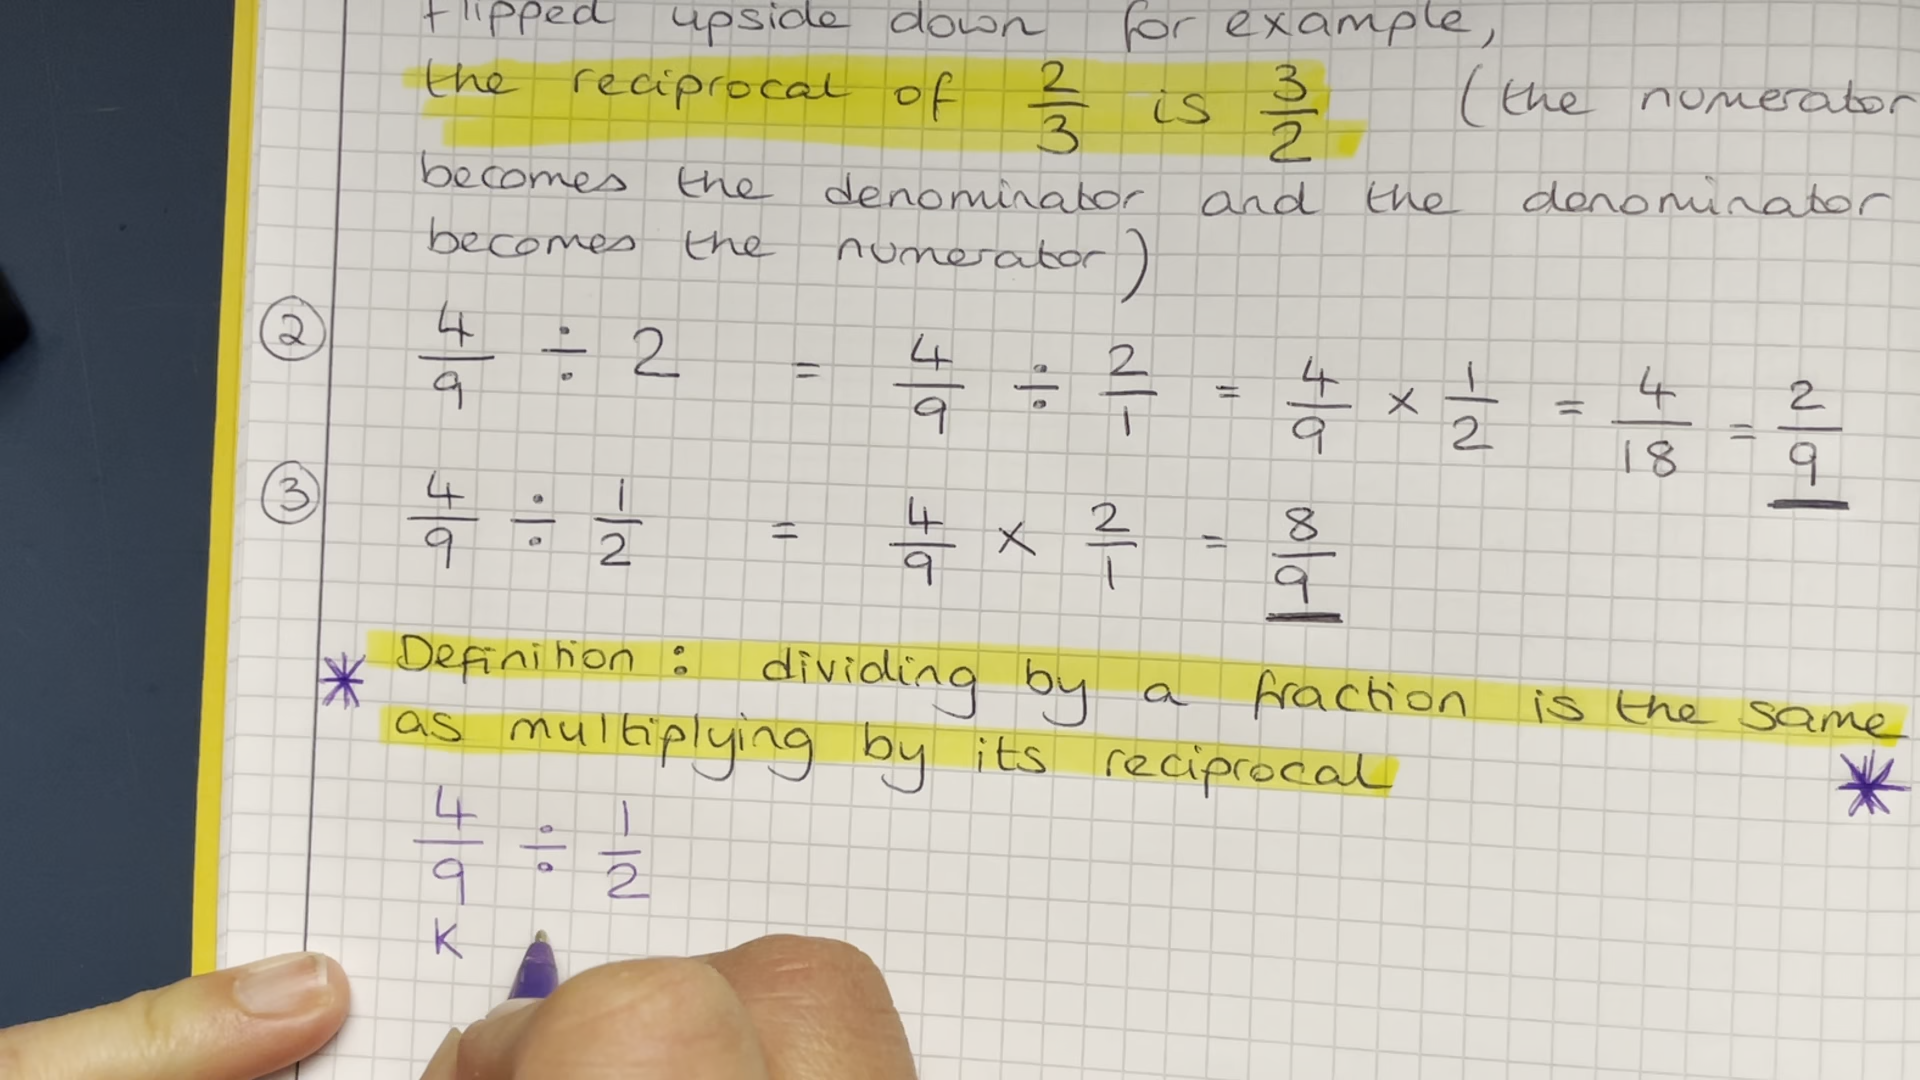 flipped upside down for example,
the reciprocal of 2/3 is 3/2 (the numerator
becomes the denominator and the denominator
becomes the numerator)
② 4/9 ÷ 2 = 4/9 ÷ 2/1 = 4/9 × 1/2 = 4/18 = 2/9
③ 4/9 ÷ 1/2 = 4/9 × 2/1 = 8/9
* Definition : dividing by a fraction is the same
as multiplying by its reciprocal *
4/9 ÷ 1/2
K